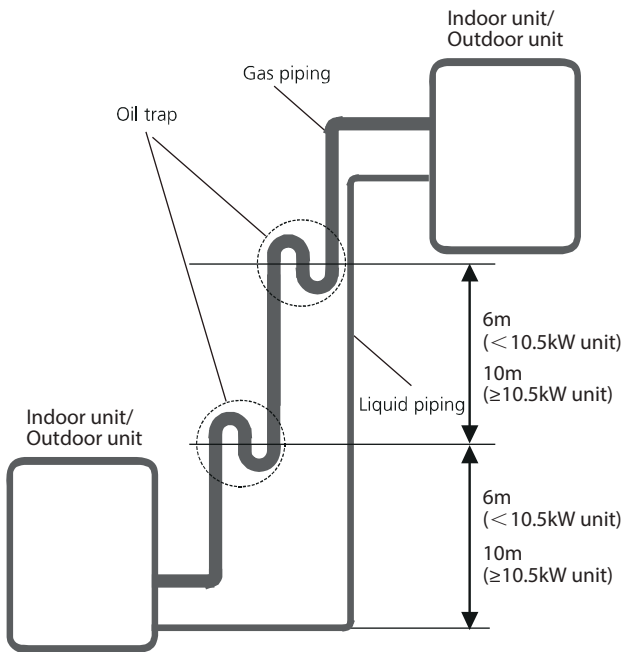 Indoor unit/
Outdoor unit
Gas piping
Oil trap
6m
(＜10.5kW unit)
10m
(≥10.5kW unit)
Liquid piping
Indoor unit/
Outdoor unit
6m
(＜10.5kW unit)
10m
(≥10.5kW unit)